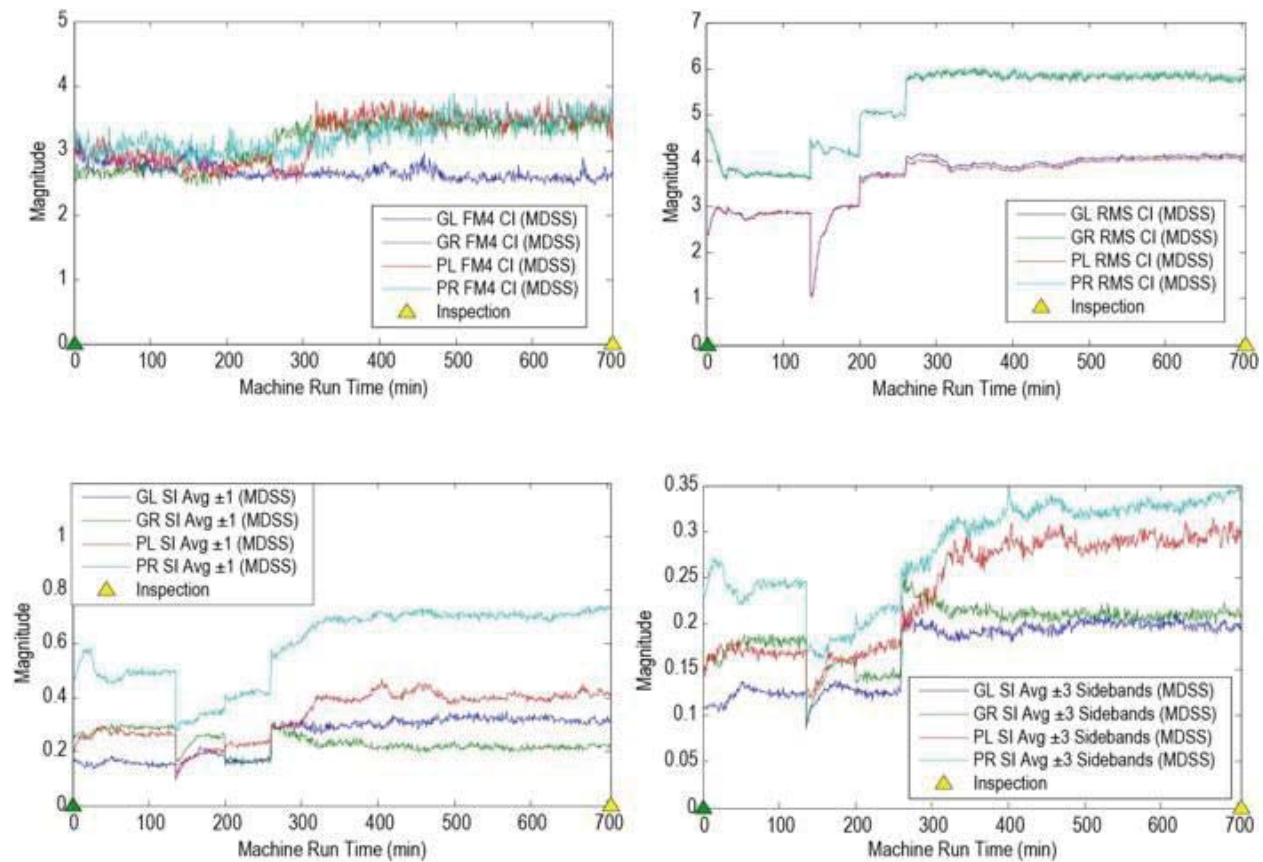 5
4
3
2
1
0
Magnitude
GL FM4 CI (MDSS)
GR FM4 CI (MDSS)
PL FM4 CI (MDSS)
PR FM4 CI (MDSS)
Inspection
0 100 200 300 400 500 600 700
Machine Run Time (min)
7
6
5
4
3
2
1
0
Magnitude
GL RMS CI (MDSS)
GR RMS CI (MDSS)
PL RMS CI (MDSS)
PR RMS CI (MDSS)
Inspection
0 100 200 300 400 500 600 700
Machine Run Time (min)
GL SI Avg ±1 (MDSS)
GR SI Avg ±1 (MDSS)
PL SI Avg ±1 (MDSS)
PR SI Avg ±1 (MDSS)
Inspection
1
0.8
0.6
0.4
0.2
0
Magnitude
0 100 200 300 400 500 600 700
Machine Run Time (min)
0.35
0.3
0.25
0.2
0.15
0.1
0.05
0
Magnitude
GL SI Avg ±3 Sidebands (MDSS)
GR SI Avg ±3 Sidebands (MDSS)
PL SI Avg ±3 Sidebands (MDSS)
PR SI Avg ±3 Sidebands (MDSS)
Inspection
0 100 200 300 400 500 600 700
Machine Run Time (min)